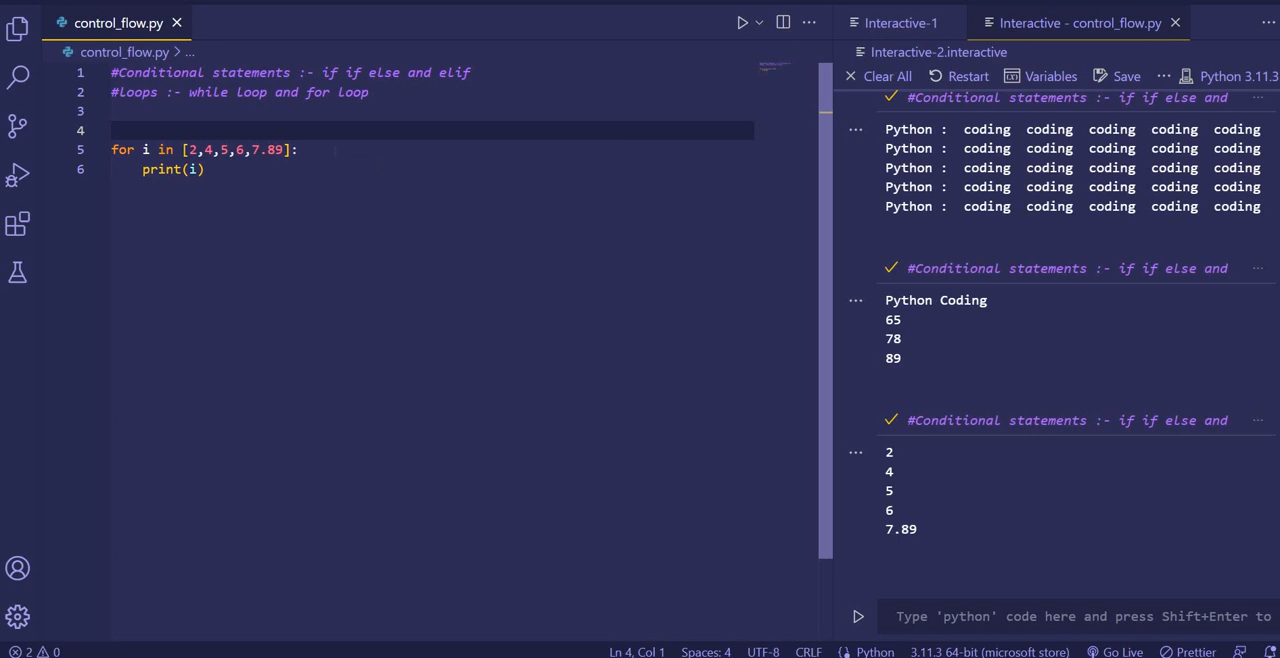 control_flow.py
control_flow.py > ...
1 #Conditional statements :- if if else and elif
2 #loops :- while loop and for loop
3
4
5 for i in [2,4,5,6,7.89]:
6     print(i)
Interactive-1
Interactive - control_flow.py
Interactive-2.interactive
Clear All Restart Variables Save ... Python 3.11.3
#Conditional statements :- if if else and ...
Python :  coding  coding  coding  coding  coding
Python :  coding  coding  coding  coding  coding
Python :  coding  coding  coding  coding  coding
Python :  coding  coding  coding  coding  coding
Python :  coding  coding  coding  coding  coding
#Conditional statements :- if if else and ...
Python Coding
65
78
89
#Conditional statements :- if if else and ...
2
4
5
6
7.89
Type 'python' code here and press Shift+Enter to
2 0 Ln 4, Col 1 Spaces: 4 UTF-8 CRLF Python 3.11.3 64-bit (microsoft store) Go Live Prettier